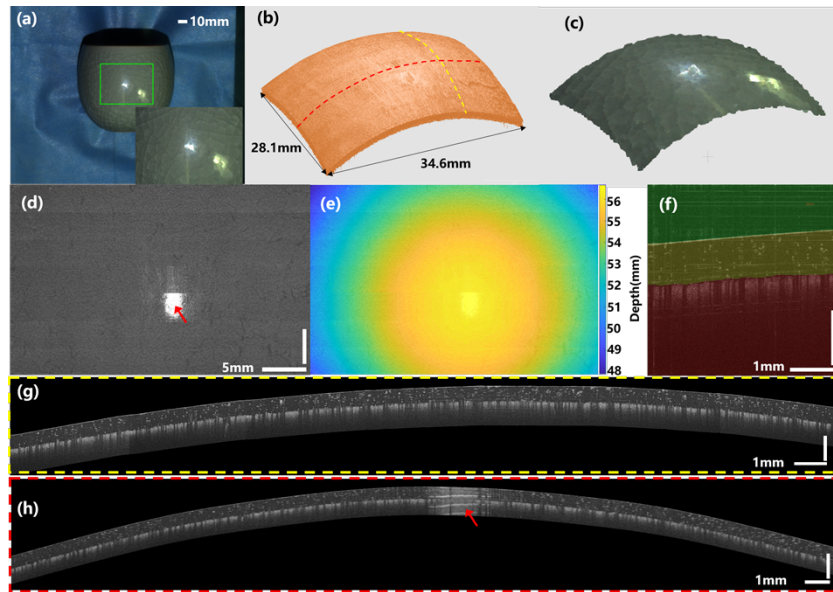 (a)
10mm
(b)
28.1mm
34.6mm
(c)
(d)
5mm
(e)
56
55
54
53
52
51
50
49
48
Depth(mm)
(f)
1mm
(g)
1mm
(h)
1mm